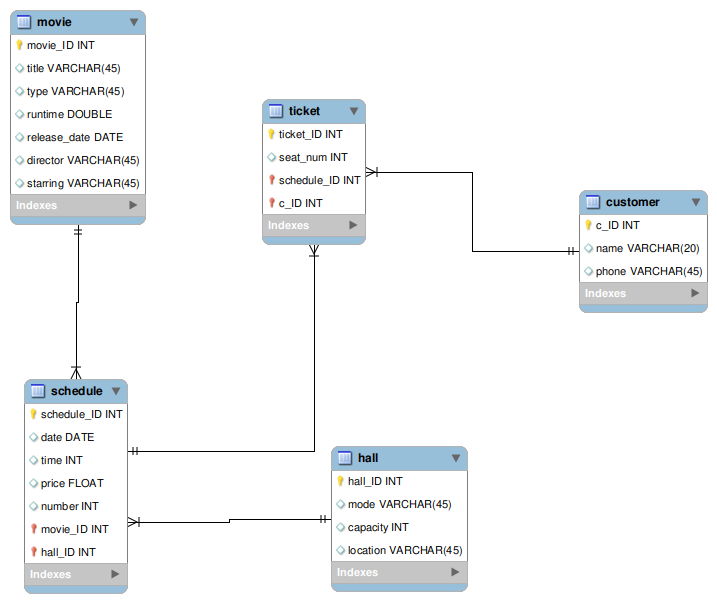 movie
movie_ID INT
title VARCHAR(45)
type VARCHAR(45)
runtime DOUBLE
release_date DATE
director VARCHAR(45)
starring VARCHAR(45)
Indexes
ticket
ticket_ID INT
seat_num INT
schedule_ID INT
c_ID INT
Indexes
customer
c_ID INT
name VARCHAR(20)
phone VARCHAR(45)
Indexes
schedule
schedule_ID INT
date DATE
time INT
price FLOAT
number INT
movie_ID INT
hall_ID INT
Indexes
hall
hall_ID INT
mode VARCHAR(45)
capacity INT
location VARCHAR(45)
Indexes